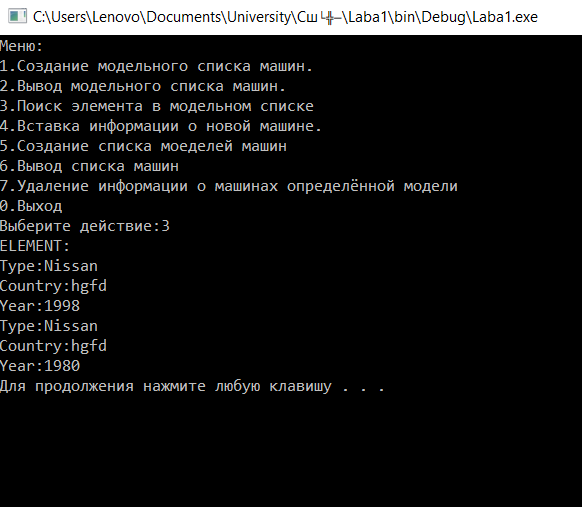 C:\Users\Lenovo\Documents\University\Сш└╬─\Laba1\bin\Debug\Laba1.exe
Меню:
1.Создание модельного списка машин.
2.Вывод модельного списка машин.
3.Поиск элемента в модельном списке
4.Вставка информации о новой машине.
5.Создание списка моеделей машин
6.Вывод списка машин
7.Удаление информации о машинах определённой модели
0.Выход
Выберите действие:3
ELEMENT:
Type:Nissan
Country:hgfd
Year:1998
Type:Nissan
Country:hgfd
Year:1980
Для продолжения нажмите любую клавишу . . .